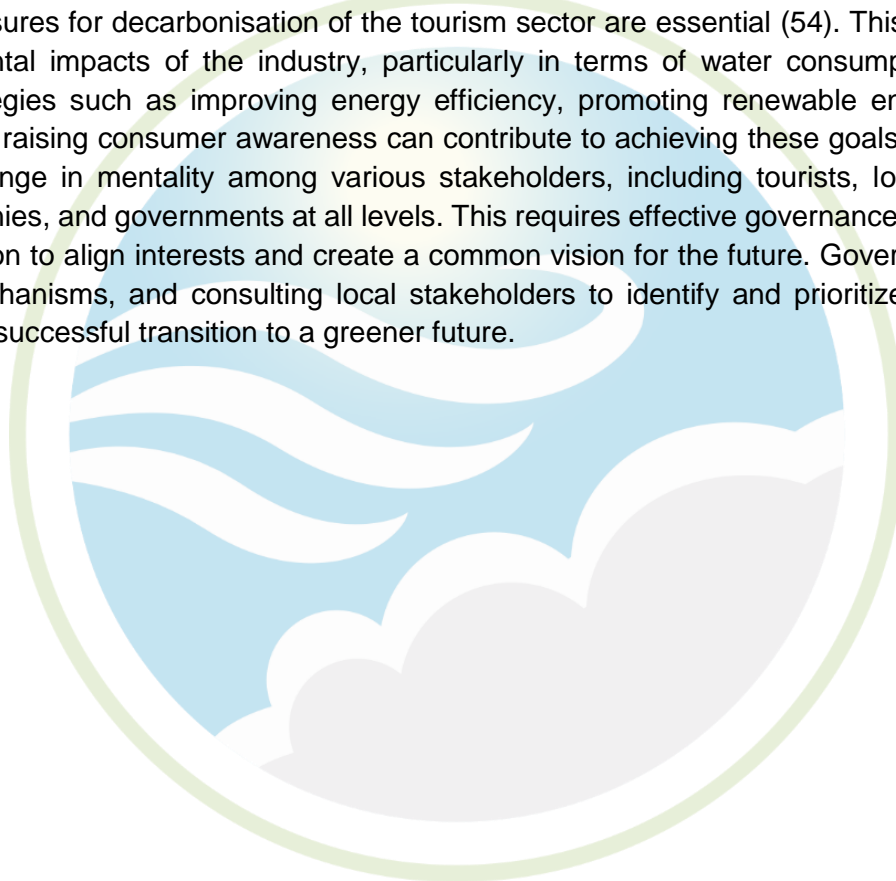 sures for decarbonisation of the tourism sector are essential (54). This
ntal impacts of the industry, particularly in terms of water consump
egies such as improving energy efficiency, promoting renewable en
raising consumer awareness can contribute to achieving these goals
nge in mentality among various stakeholders, including tourists, lo
nies, and governments at all levels. This requires effective governance
on to align interests and create a common vision for the future. Gover
hanisms, and consulting local stakeholders to identify and prioritize
successful transition to a greener future.